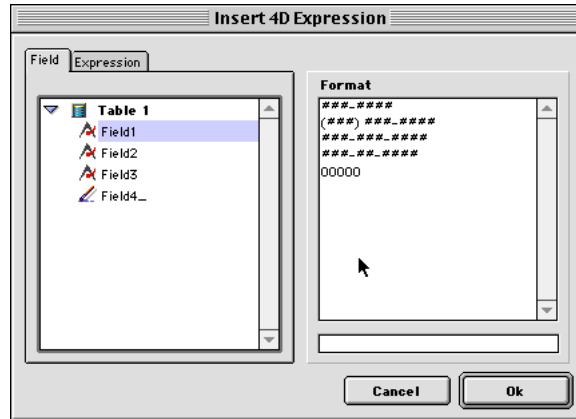 Insert 4D Expression
Field
Expression
Table 1
Field1
Field2
Field3
Field4_
Format
###-####
(###) ###-####
###-###-####
###-##-####
00000
Cancel
Ok